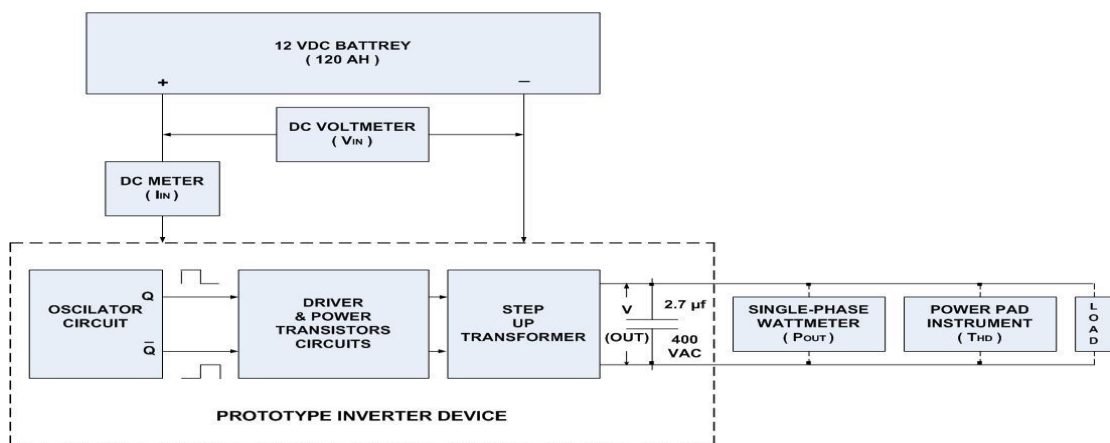 12 VDC BATTREY
( 120 AH )
+
–
DC VOLTMETER
( VIN )
DC METER
( IIN )
OSCILATOR
CIRCUIT
Q
Q̅
DRIVER
& POWER
TRANSISTORS
CIRCUITS
STEP
UP
TRANSFORMER
V
(OUT)
2.7 µf
400
VAC
SINGLE-PHASE
WATTMETER
( POUT )
POWER PAD
INSTRUMENT
( THD )
LOAD
PROTOTYPE INVERTER DEVICE